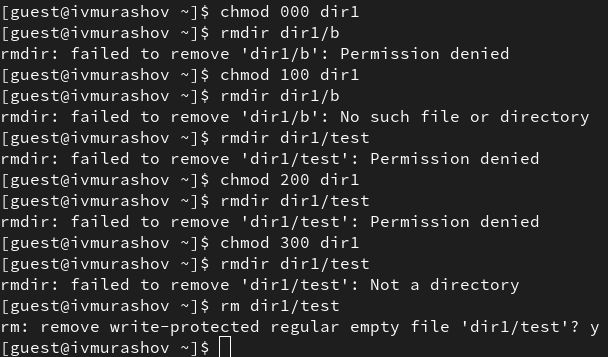 [guest@ivmurashov ~]$ chmod 000 dir1
[guest@ivmurashov ~]$ rmdir dir1/b
rmdir: failed to remove 'dir1/b': Permission denied
[guest@ivmurashov ~]$ chmod 100 dir1
[guest@ivmurashov ~]$ rmdir dir1/b
rmdir: failed to remove 'dir1/b': No such file or directory
[guest@ivmurashov ~]$ rmdir dir1/test
rmdir: failed to remove 'dir1/test': Permission denied
[guest@ivmurashov ~]$ chmod 200 dir1
[guest@ivmurashov ~]$ rmdir dir1/test
rmdir: failed to remove 'dir1/test': Permission denied
[guest@ivmurashov ~]$ chmod 300 dir1
[guest@ivmurashov ~]$ rmdir dir1/test
rmdir: failed to remove 'dir1/test': Not a directory
[guest@ivmurashov ~]$ rm dir1/test
rm: remove write-protected regular empty file 'dir1/test'? y
[guest@ivmurashov ~]$